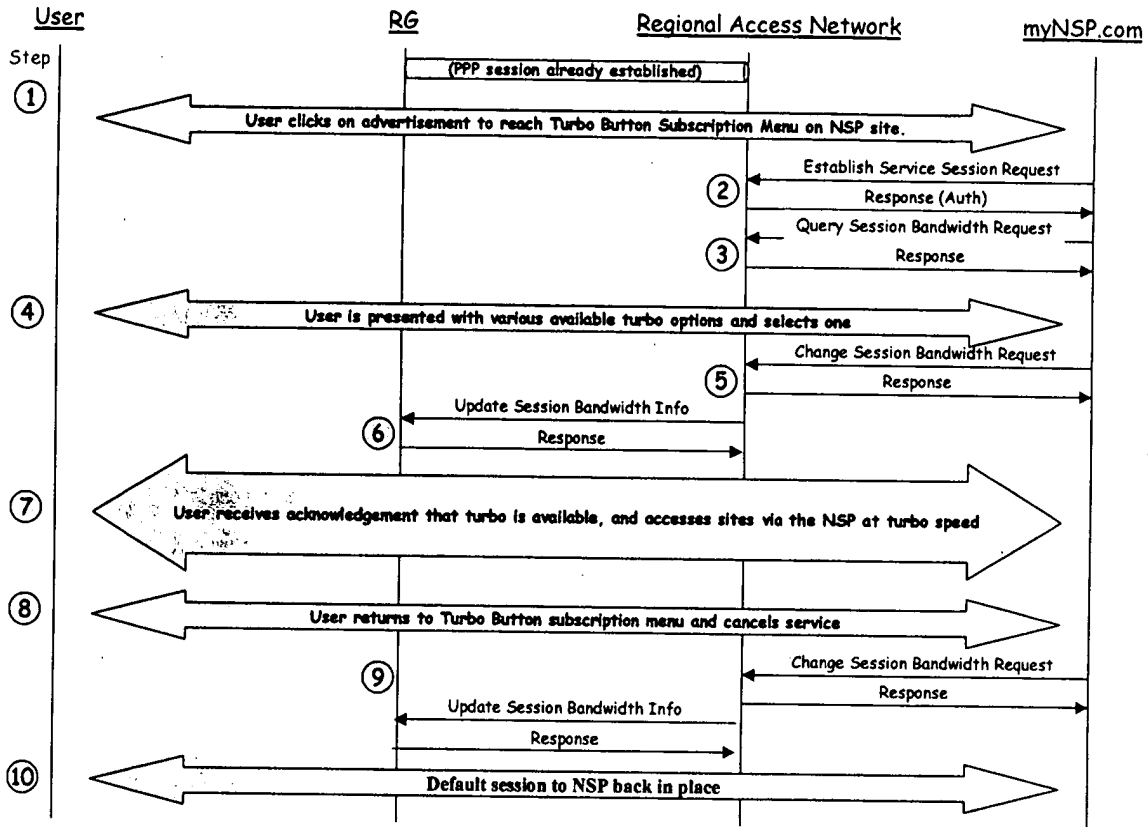 User
RG
Regional Access Network
myNSP.com
Step
(PPP session already established)
1
User clicks on advertisement to reach Turbo Button Subscription Menu on NSP site.
Establish Service Session Request
2
Response (Auth)
Query Session Bandwidth Request
3
Response
4
User is presented with various available turbo options and selects one
Change Session Bandwidth Request
5
Response
Update Session Bandwidth Info
6
Response
7
User receives acknowledgement that turbo is available, and accesses sites via the NSP at turbo speed
8
User returns to Turbo Button subscription menu and cancels service
Change Session Bandwidth Request
9
Response
Update Session Bandwidth Info
Response
10
Default session to NSP back in place